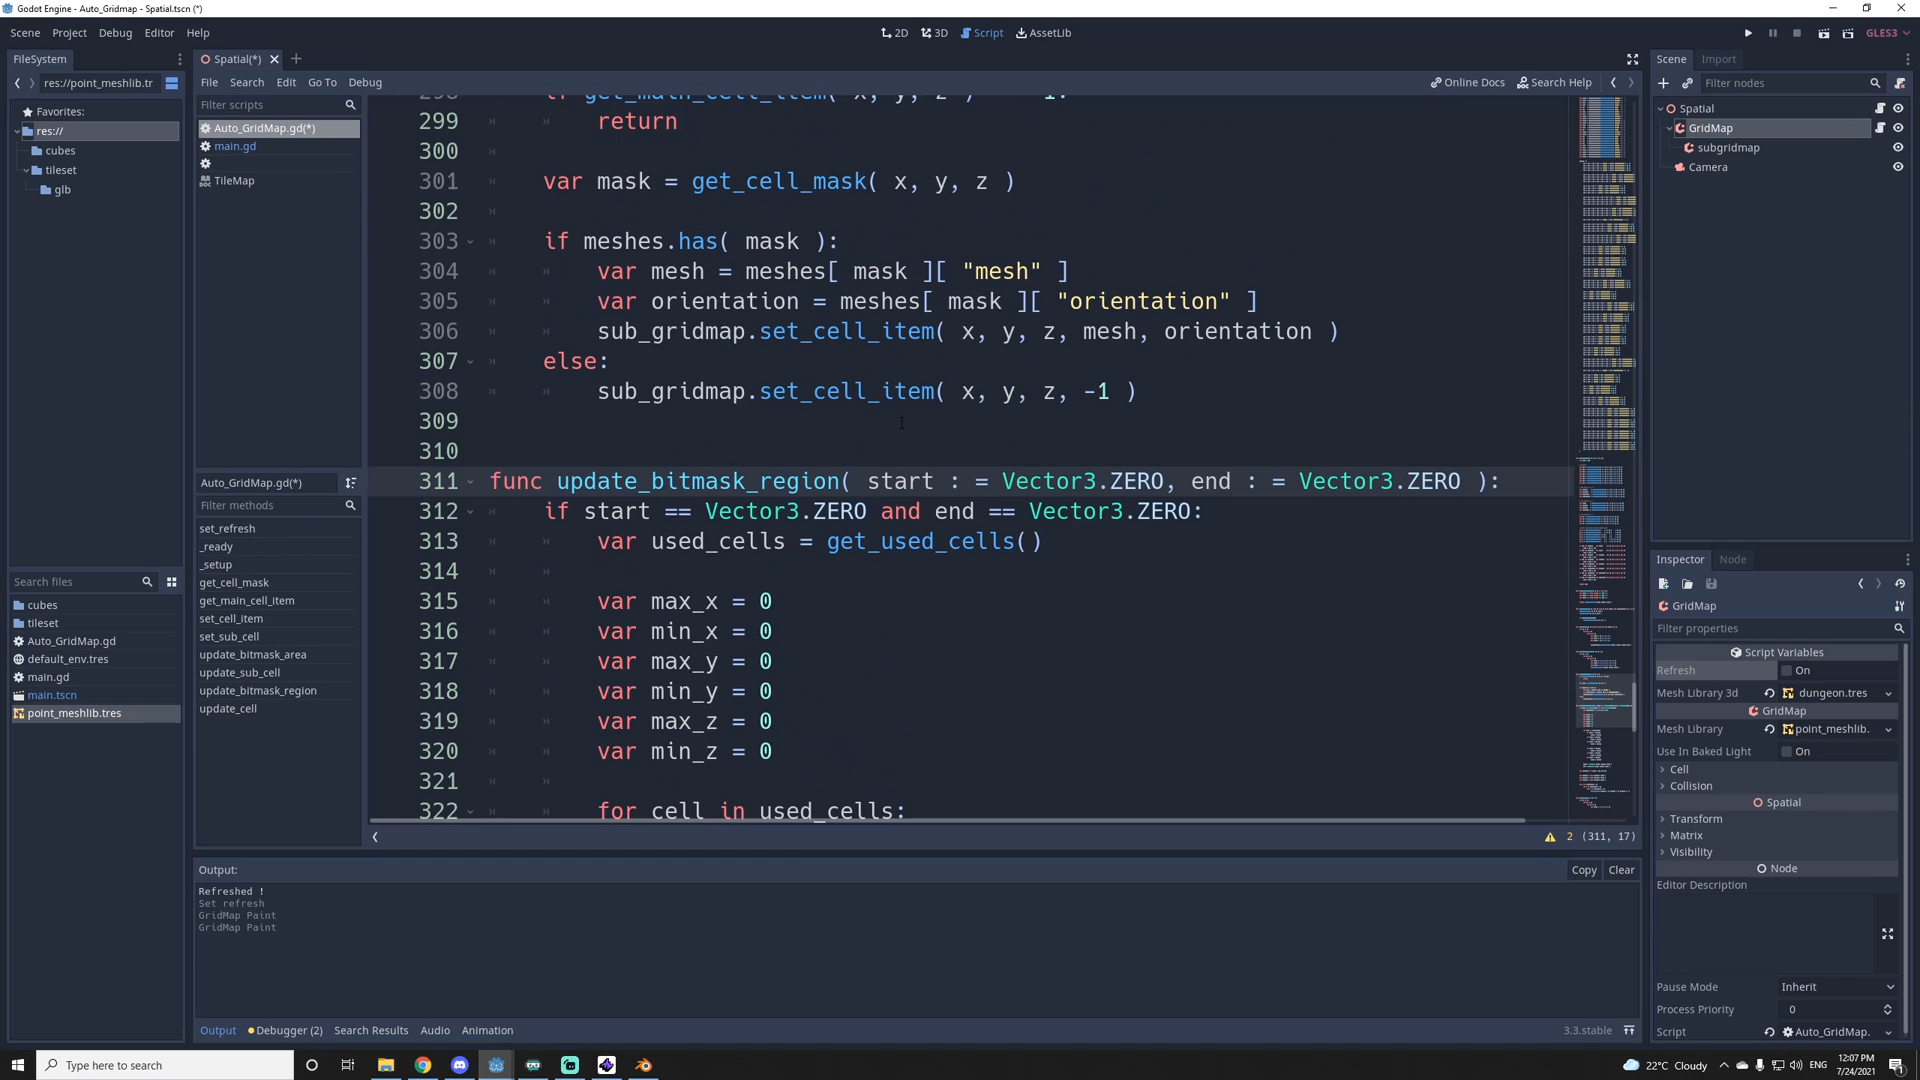 Godot Engine - Auto_Gridmap - Spatial.tscn (*)
Scene Project Debug Editor Help
2D 3D Script AssetLib
GLES3
FileSystem
res://point_meshlib.tr
Favorites:
res://
cubes
tileset
glb
Search files
cubes
tileset
Auto_GridMap.gd
default_env.tres
main.gd
main.tscn
point_meshlib.tres
Spatial(*)
File Search Edit Go To Debug
Online Docs Search Help
Filter scripts
Auto_GridMap.gd(*)
main.gd
TileMap
Auto_GridMap.gd(*)
Filter methods
set_refresh
_ready
_setup
get_cell_mask
get_main_cell_item
set_cell_item
set_sub_cell
update_bitmask_area
update_sub_cell
update_bitmask_region
update_cell
299 return
300
301 var mask = get_cell_mask( x, y, z )
302
303 if meshes.has( mask ):
304 var mesh = meshes[ mask ][ "mesh" ]
305 var orientation = meshes[ mask ][ "orientation" ]
306 sub_gridmap.set_cell_item( x, y, z, mesh, orientation )
307 else:
308 sub_gridmap.set_cell_item( x, y, z, -1 )
309
310
311 func update_bitmask_region( start : = Vector3.ZERO, end : = Vector3.ZERO ):
312 if start == Vector3.ZERO and end == Vector3.ZERO:
313 var used_cells = get_used_cells()
314
315 var max_x = 0
316 var min_x = 0
317 var max_y = 0
318 var min_y = 0
319 var max_z = 0
320 var min_z = 0
321
322 for cell in used_cells:
2 (311, 17)
Output:
Copy Clear
Refreshed !
Set refresh
GridMap Paint
GridMap Paint
Output Debugger (2) Search Results Audio Animation
3.3.stable
Scene Import
Filter nodes
Spatial
GridMap
subgridmap
Camera
Inspector Node
GridMap
Filter properties
Script Variables
Refresh On
Mesh Library 3d dungeon.tres
GridMap
Mesh Library point_meshlib.
Use In Baked Light On
Cell
Collision
Spatial
Transform
Matrix
Visibility
Node
Editor Description
Pause Mode Inherit
Process Priority 0
Script Auto_GridMap.
Type here to search
22°C Cloudy
ENG
12:07 PM
7/24/2021